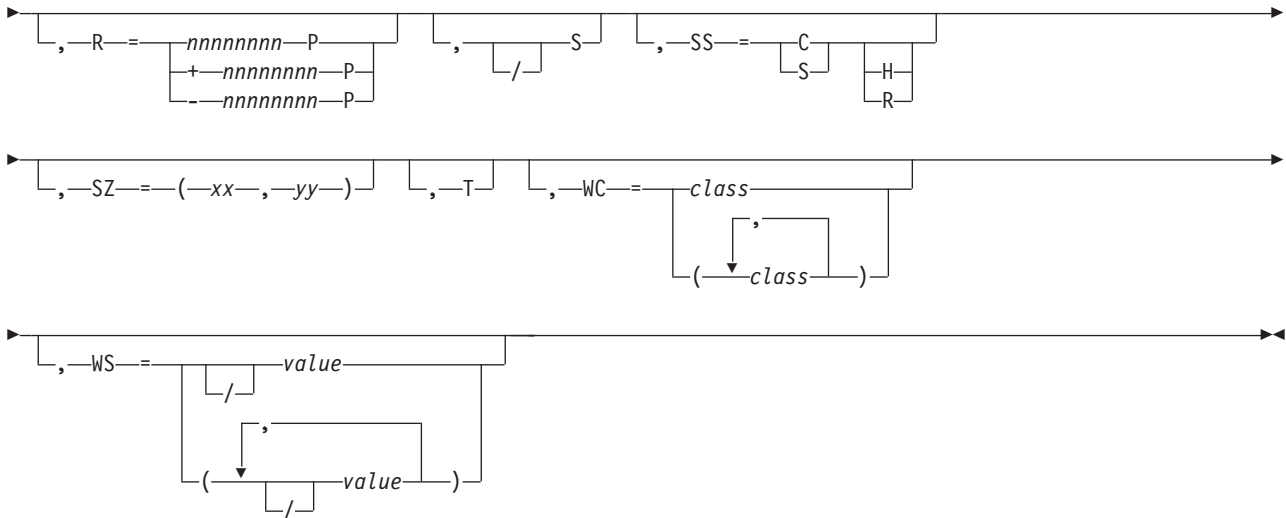 , R = nnnnnnnn P , / S , SS= C H
+ nnnnnnnn P S R
- nnnnnnnn P
, SZ = ( xx , yy ) , T , WC= class
,
( class )
, WS = / value
,
( / value )